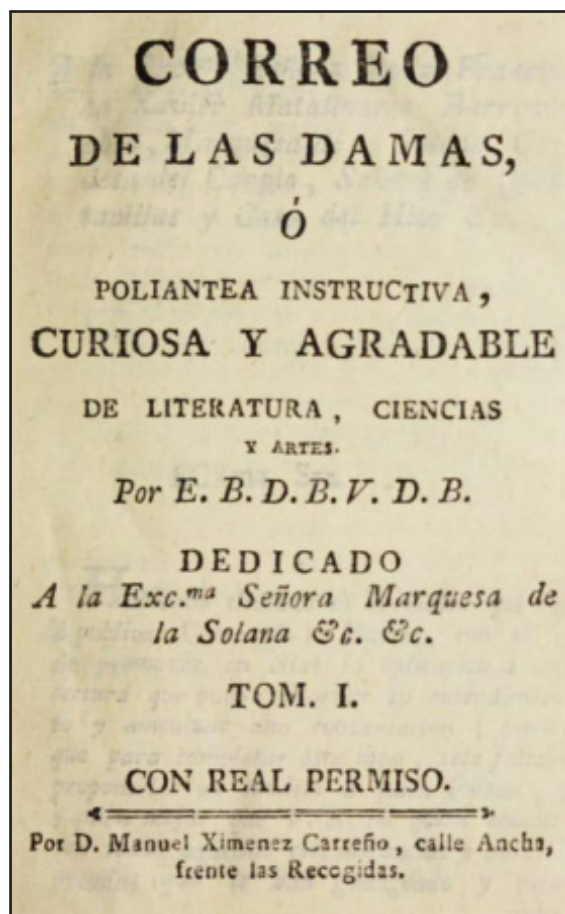 CORREO
DE LAS DAMAS,
Ó
POLIANTEA INSTRUCTIVA,
CURIOSA Y AGRADABLE
DE LITERATURA, CIENCIAS
Y ARTES.
Por E. B. D. B. V. D. B.
DEDICADO
A la Exc.ma Señora Marquesa de
la Solana &c. &c.
TOM. I.
CON REAL PERMISO.
Por D. Manuel Ximenez Carreño, calle Ancha,
frente las Recogidas.